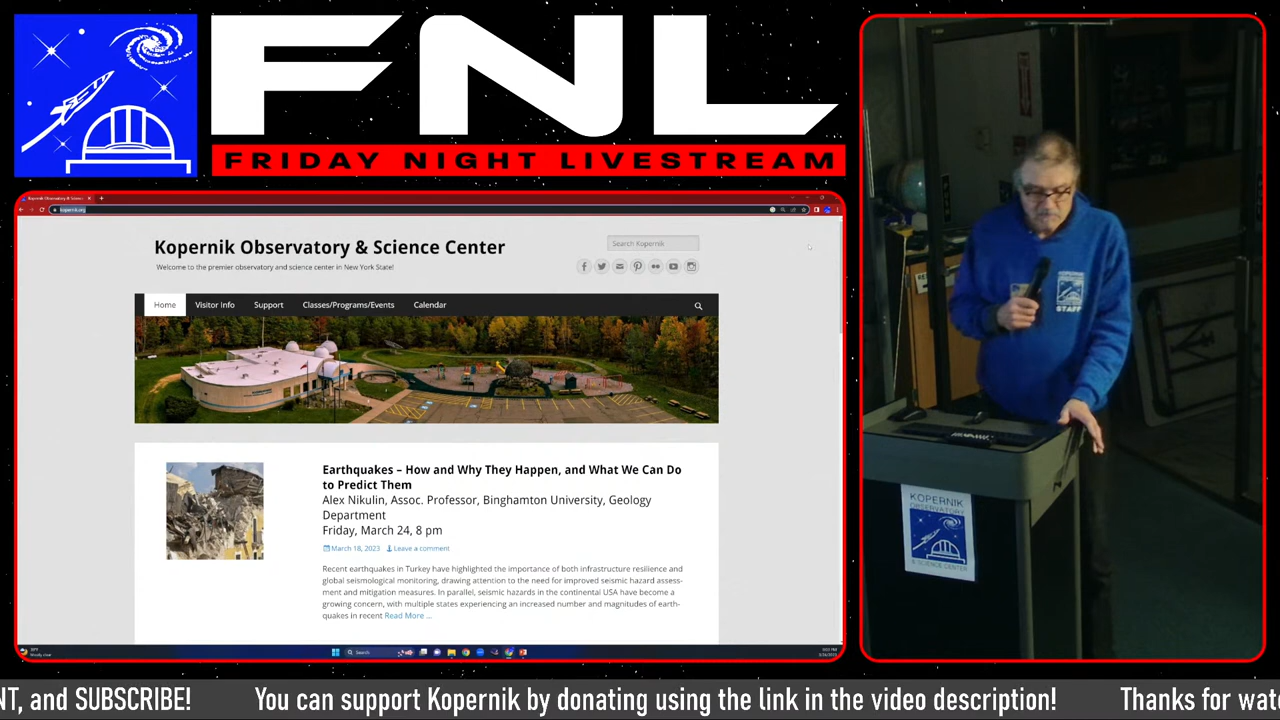 FNL
FRIDAY NIGHT LIVESTREAM
Kopernik Observatory & Scienc
kopernik.org
Kopernik Observatory & Science Center
Welcome to the premier observatory and science center in New York State!
Search Kopernik
Home
Visitor Info
Support
Classes/Programs/Events
Calendar
Earthquakes – How and Why They Happen, and What We Can Do
to Predict Them
Alex Nikulin, Assoc. Professor, Binghamton University, Geology
Department
Friday, March 24, 8 pm
March 18, 2023
Leave a comment
Recent earthquakes in Turkey have highlighted the importance of both infrastructure resilience and
global seismological monitoring, drawing attention to the need for improved seismic hazard assess-
ment and mitigation measures. In parallel, seismic hazards in the continental USA have become a
growing concern, with multiple states experiencing an increased number and magnitudes of earth-
quakes in recent Read More ...
Search
STAFF
KOPERNIK
OBSERVATORY
& SCIENCE CENTER
NT, and SUBSCRIBE!
You can support Kopernik by donating using the link in the video description!
Thanks for wat